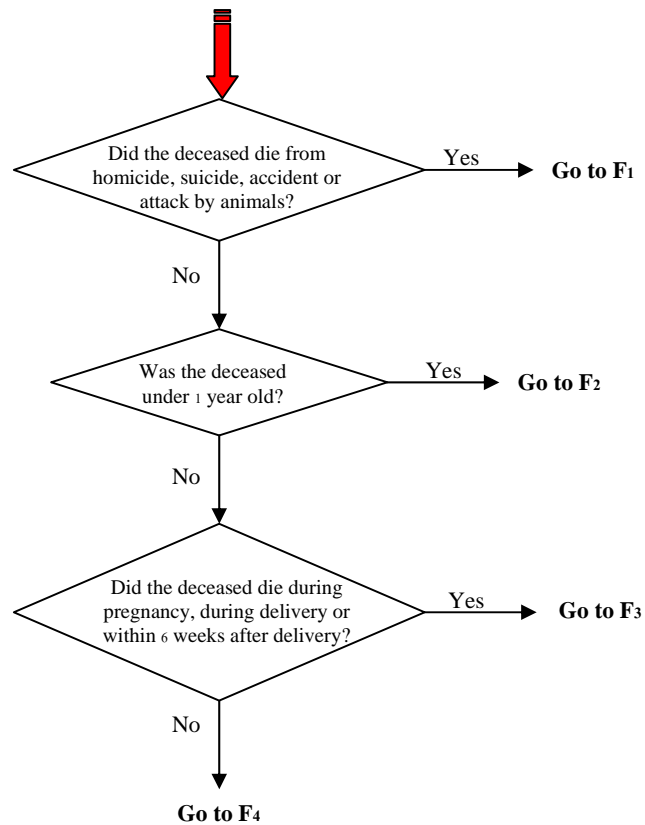 Did the deceased die from
homicide, suicide, accident or
attack by animals?
Yes
Go to F1
No
Was the deceased
under 1 year old?
Yes
Go to F2
No
Did the deceased die during
pregnancy, during delivery or
within 6 weeks after delivery?
Yes
Go to F3
No
Go to F4